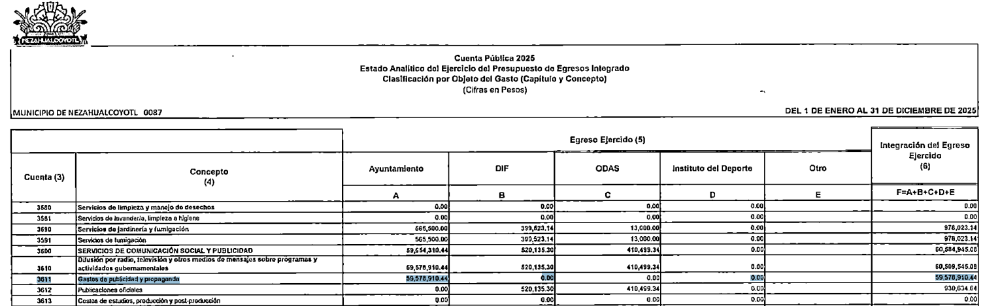 NEZAHUALCOYOTL
Cuenta Pública 2025
Estado Analítico del Ejercicio del Presupuesto de Egresos Integrado
Clasificación por Objeto del Gasto (Capítulo y Concepto)
(Cifras en Pesos)
MUNICIPIO DE NEZAHUALCOYOTL 0087 DEL 1 DE ENERO AL 31 DE DICIEMBRE DE 2025
Egreso Ejercido (5)
Integración del Egreso
Ejercido
(6)
Cuenta (3) Concepto
(4)
Ayuntamiento DIF ODAS Instituto del Deporte Otro
A B C D E F=A+B+C+D+E
3580 Servicios de limpieza y manejo de desechos 0.00 0.00 0.00 0.00 0.00
3581 Servicios de lavandería, limpieza e higiene 0.00 0.00 0.00 0.00 0.00
3590 Servicios de jardinería y fumigación 565,500.00 399,523.14 13,000.00 0.00 978,023.14
3591 Servicios de fumigación 565,500.00 399,523.14 13,000.00 0.00 978,023.14
3600 SERVICIOS DE COMUNICACIÓN SOCIAL Y PUBLICIDAD 59,654,310.44 520,135.30 410,499.34 0.00 60,584,945.08
Difusión por radio, televisión y otros medios de mensajes sobre programas y
3610 actividades gubernamentales 59,578,910.44 520,135.30 410,499.34 0.00 60,509,545.08
3611 Gastos de publicidad y propaganda 59,578,910.44 0.00 0.00 0.00 59,578,910.44
3612 Publicaciones oficiales 0.00 520,135.30 410,499.34 0.00 930,634.64
3613 Costos de estudios, producción y post-producción 0.00 0.00 0.00 0.00 0.00